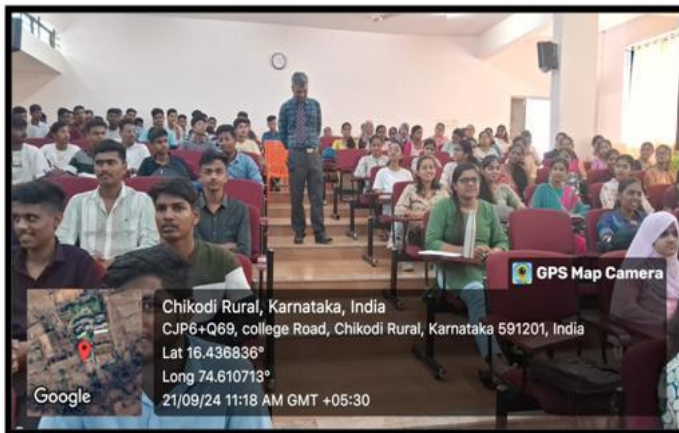 GPS Map Camera
Chikodi Rural, Karnataka, India
CJP6+Q69, college Road, Chikodi Rural, Karnataka 591201, India
Lat 16.436836°
Long 74.610713°
21/09/24 11:18 AM GMT +05:30
Google